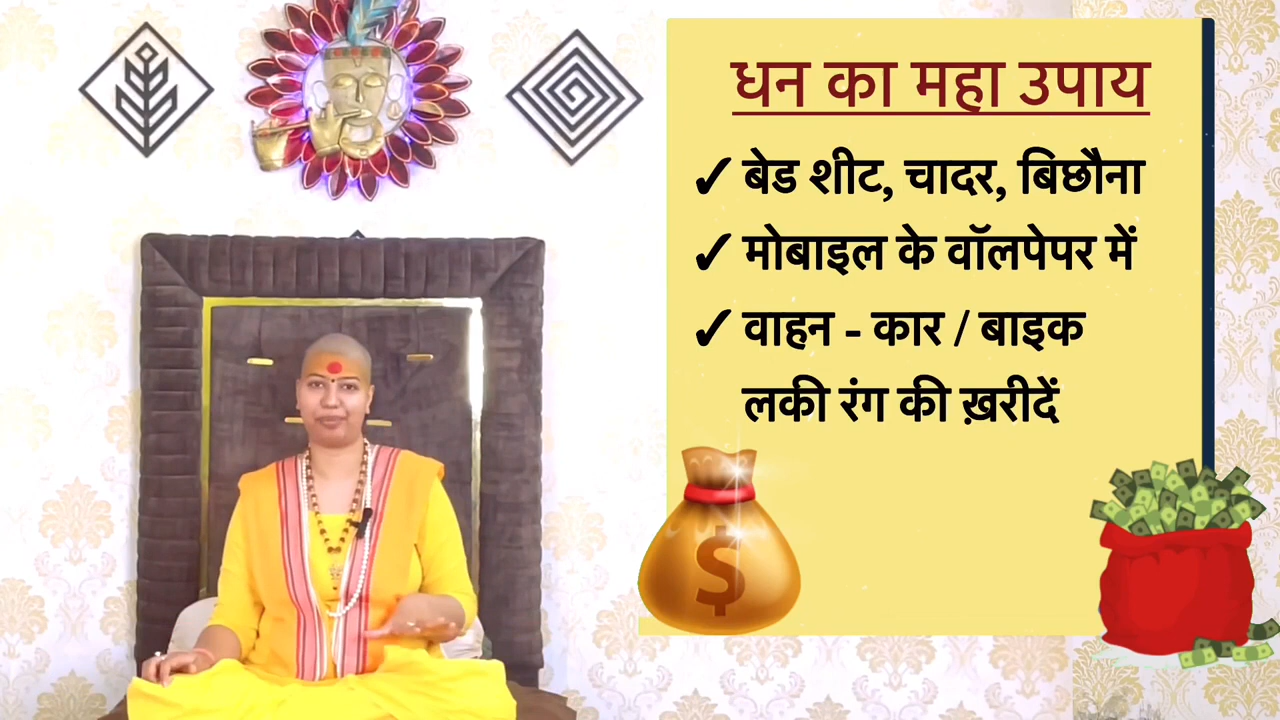 धन का महा उपाय
✓ बेड शीट, चादर, बिछौना
✓ मोबाइल के वॉलपेपर में
✓ वाहन - कार / बाइक
लकी रंग की ख़रीदें
$